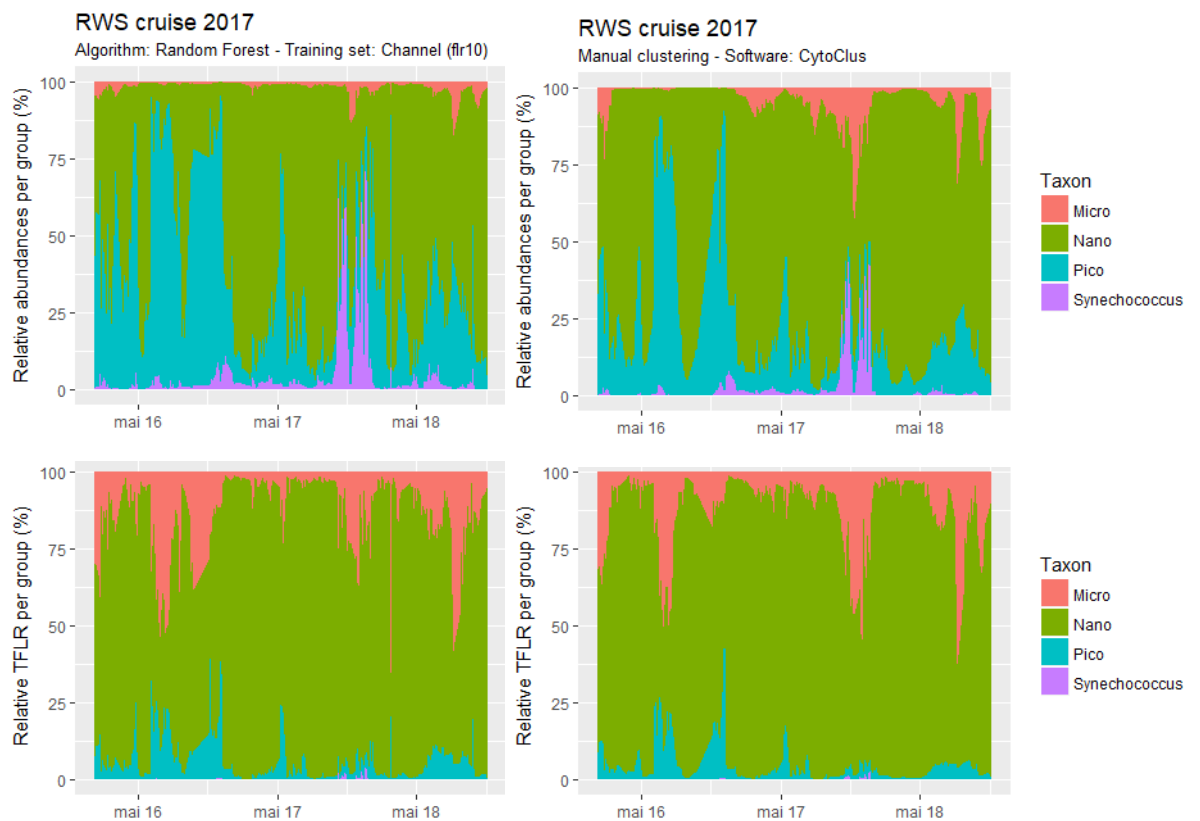 RWS cruise 2017
Algorithm: Random Forest - Training set: Channel (flr10)
Relative abundances per group (%)
100
75
50
25
0
mai 16
mai 17
mai 18
RWS cruise 2017
Manual clustering - Software: CytoClus
Relative abundances per group (%)
100
75
50
25
0
mai 16
mai 17
mai 18
Taxon
Micro
Nano
Pico
Synechococcus
Relative TFLR per group (%)
100
75
50
25
0
mai 16
mai 17
mai 18
Relative TFLR per group (%)
100
75
50
25
0
mai 16
mai 17
mai 18
Taxon
Micro
Nano
Pico
Synechococcus